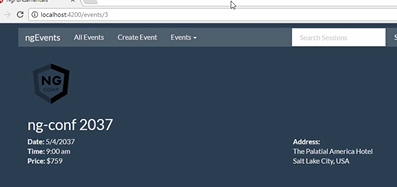 localhost:4200/events/3
ngEvents All Events Create Event Events Search Sessions
NG
CONF
ng-conf 2037
Date: 5/4/2037
Time: 9:00 am
Price: $759
Address:
The Palatial America Hotel
Salt Lake City, USA